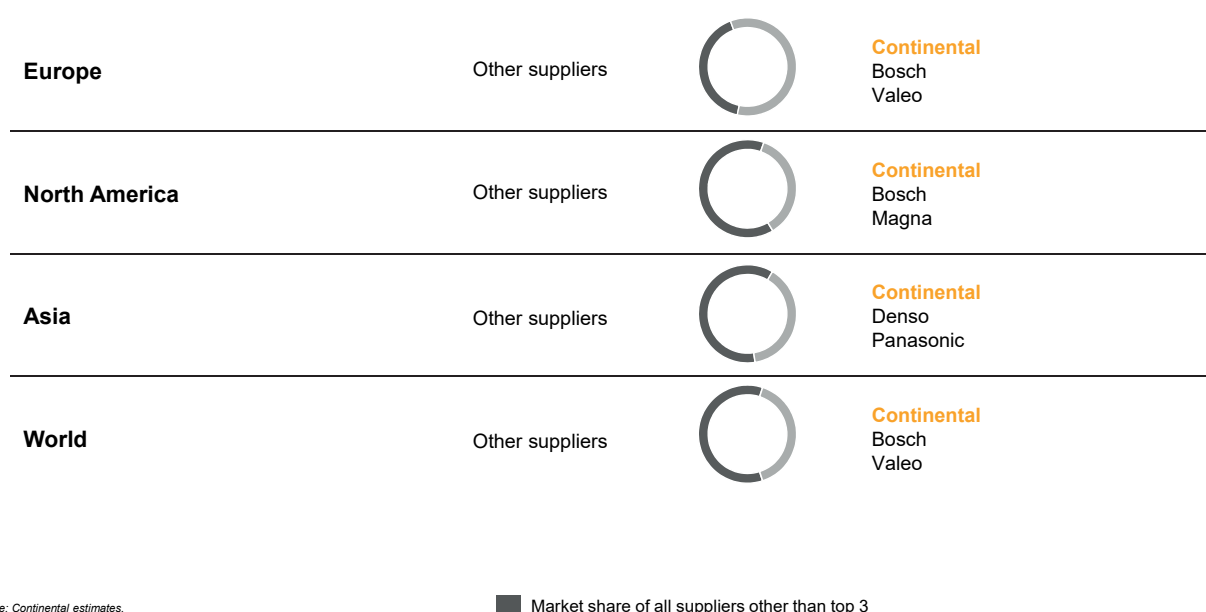 Europe
Other suppliers
Continental
Bosch
Valeo
North America
Other suppliers
Continental
Bosch
Magna
Asia
Other suppliers
Continental
Denso
Panasonic
World
Other suppliers
Continental
Bosch
Valeo
e: Continental estimates.
Market share of all suppliers other than top 3